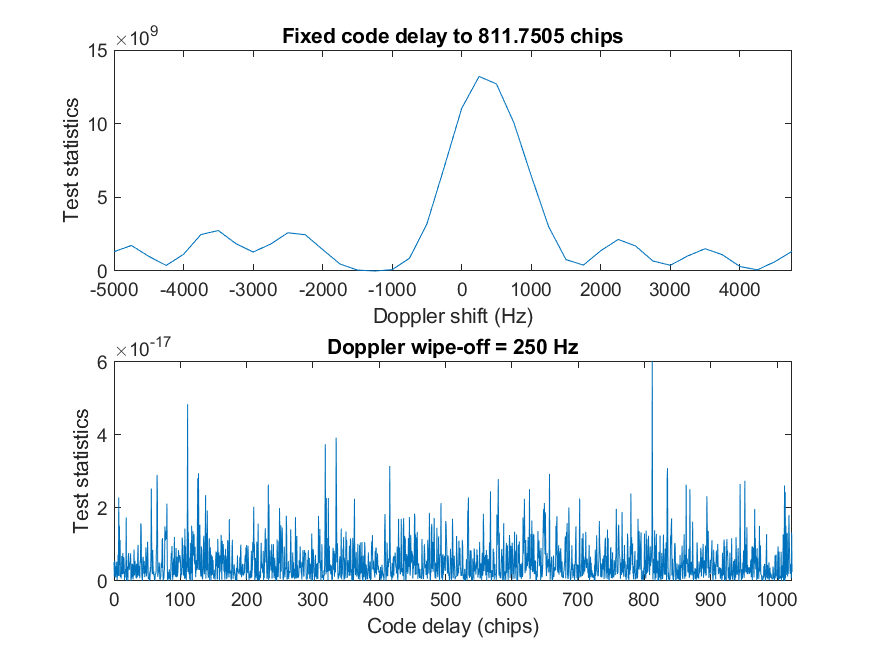 ×10^9
Fixed code delay to 811.7505 chips
15
10
5
0
Test statistics
-5000 -4000 -3000 -2000 -1000 0 1000 2000 3000 4000
Doppler shift (Hz)
×10^-17
Doppler wipe-off = 250 Hz
6
4
2
0
Test statistics
0 100 200 300 400 500 600 700 800 900 1000
Code delay (chips)